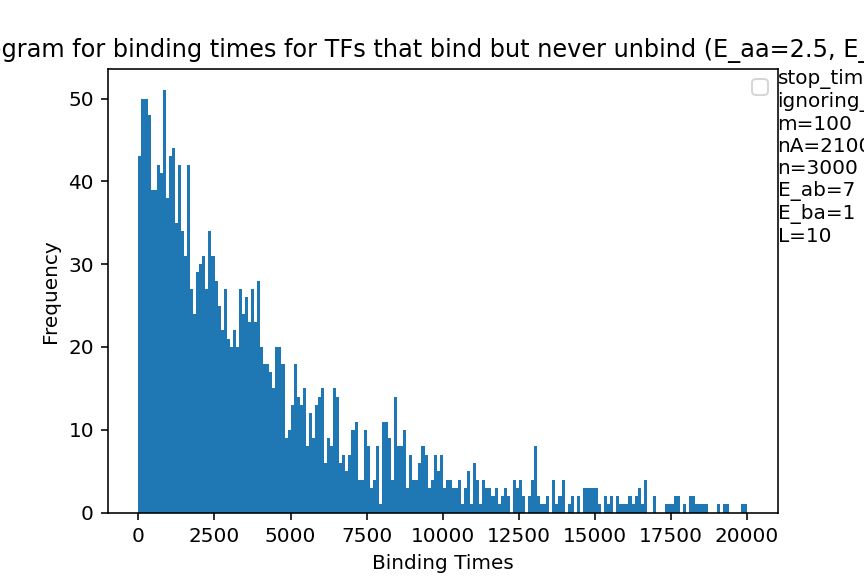 gram for binding times for TFs that bind but never unbind (E_aa=2.5, E_
stop_tim
ignoring_
m=100
nA=2100
n=3000
E_ab=7
E_ba=1
L=10
Frequency
50
40
30
20
10
0
0 2500 5000 7500 10000 12500 15000 17500 20000
Binding Times